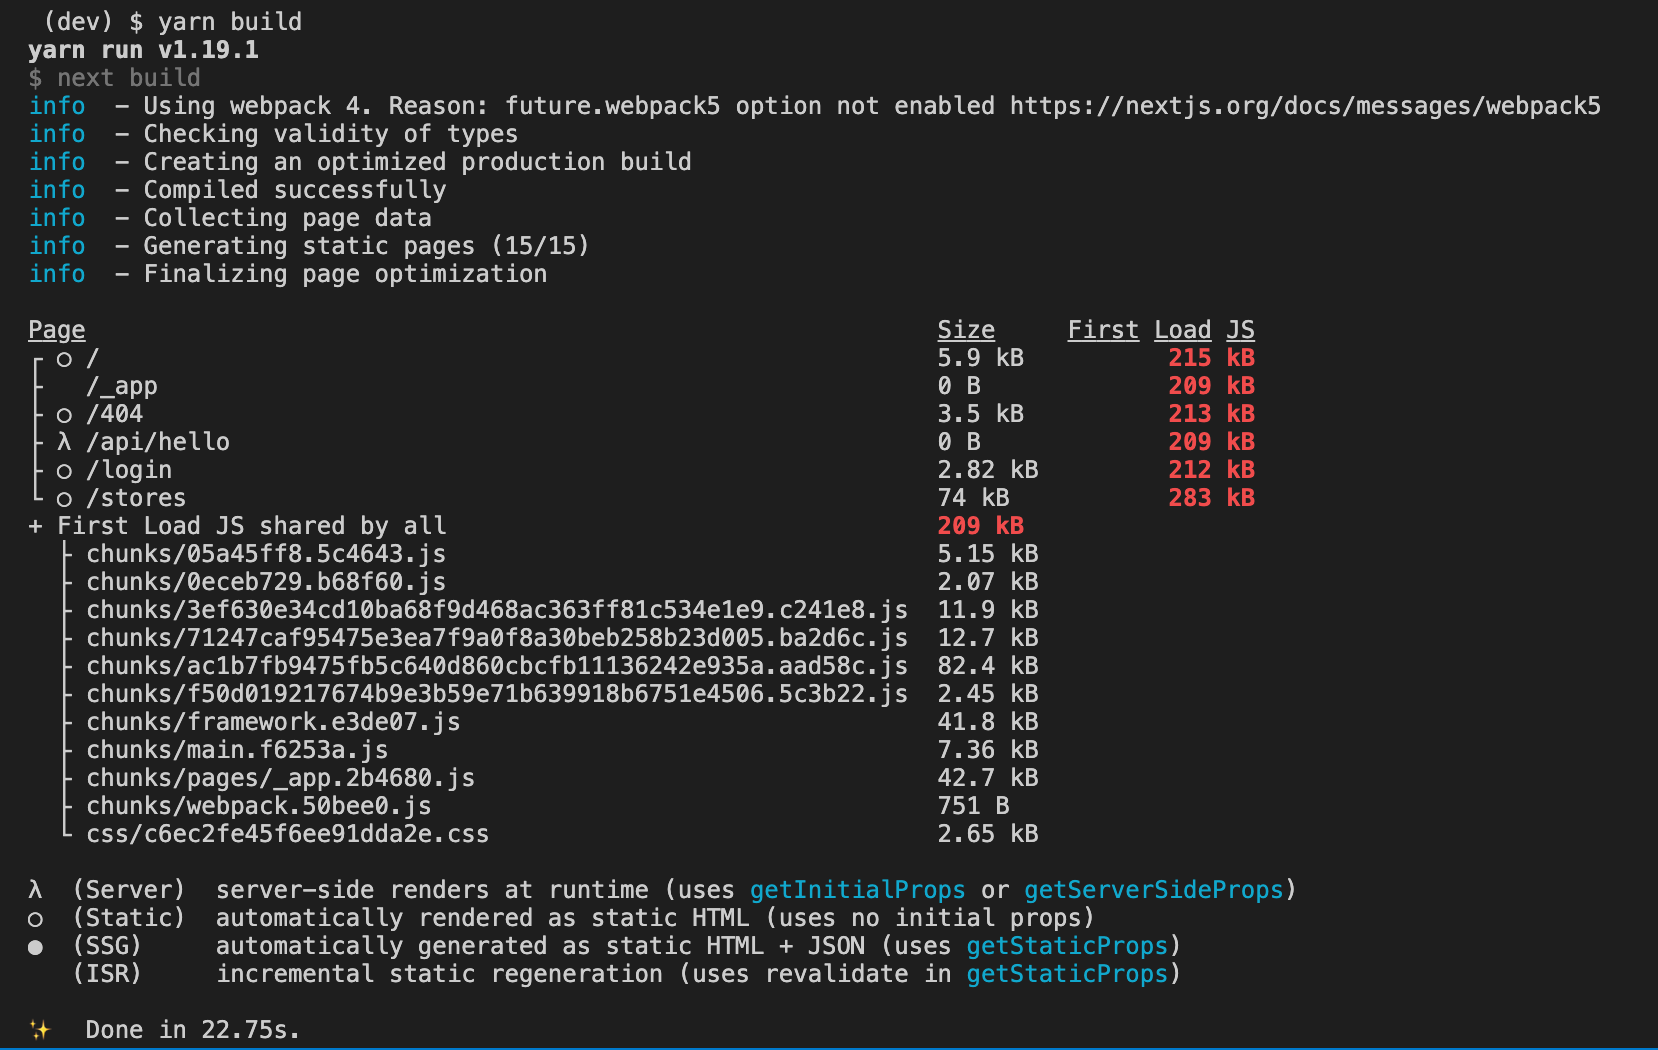 (dev) $ yarn build
yarn run v1.19.1
$ next build
info  - Using webpack 4. Reason: future.webpack5 option not enabled https://nextjs.org/docs/messages/webpack5
info  - Checking validity of types
info  - Creating an optimized production build
info  - Compiled successfully
info  - Collecting page data
info  - Generating static pages (15/15)
info  - Finalizing page optimization
Page Size First Load JS
┌ ○ / 5.9 kB 215 kB
├   /_app 0 B 209 kB
├ ○ /404 3.5 kB 213 kB
├ λ /api/hello 0 B 209 kB
├ ○ /login 2.82 kB 212 kB
└ ○ /stores 74 kB 283 kB
+ First Load JS shared by all 209 kB
├ chunks/05a45ff8.5c4643.js 5.15 kB
├ chunks/0eceb729.b68f60.js 2.07 kB
├ chunks/3ef630e34cd10ba68f9d468ac363ff81c534e1e9.c241e8.js 11.9 kB
├ chunks/71247caf95475e3ea7f9a0f8a30beb258b23d005.ba2d6c.js 12.7 kB
├ chunks/ac1b7fb9475fb5c640d860cbcfb11136242e935a.aad58c.js 82.4 kB
├ chunks/f50d019217674b9e3b59e71b639918b6751e4506.5c3b22.js 2.45 kB
├ chunks/framework.e3de07.js 41.8 kB
├ chunks/main.f6253a.js 7.36 kB
├ chunks/pages/_app.2b4680.js 42.7 kB
├ chunks/webpack.50bee0.js 751 B
└ css/c6ec2fe45f6ee91dda2e.css 2.65 kB
λ  (Server)  server-side renders at runtime (uses getInitialProps or getServerSideProps)
○  (Static)  automatically rendered as static HTML (uses no initial props)
●  (SSG)     automatically generated as static HTML + JSON (uses getStaticProps)
(ISR)     incremental static regeneration (uses revalidate in getStaticProps)
✨  Done in 22.75s.